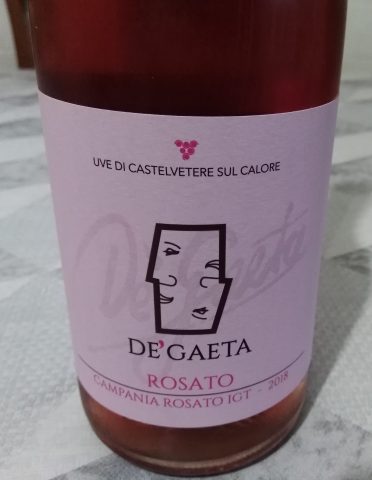 UVE DI CASTELVETERE SUL CALORE
De Gaeta
DE'GAETA
ROSATO
CAMPANIA ROSATO IGT - 2018